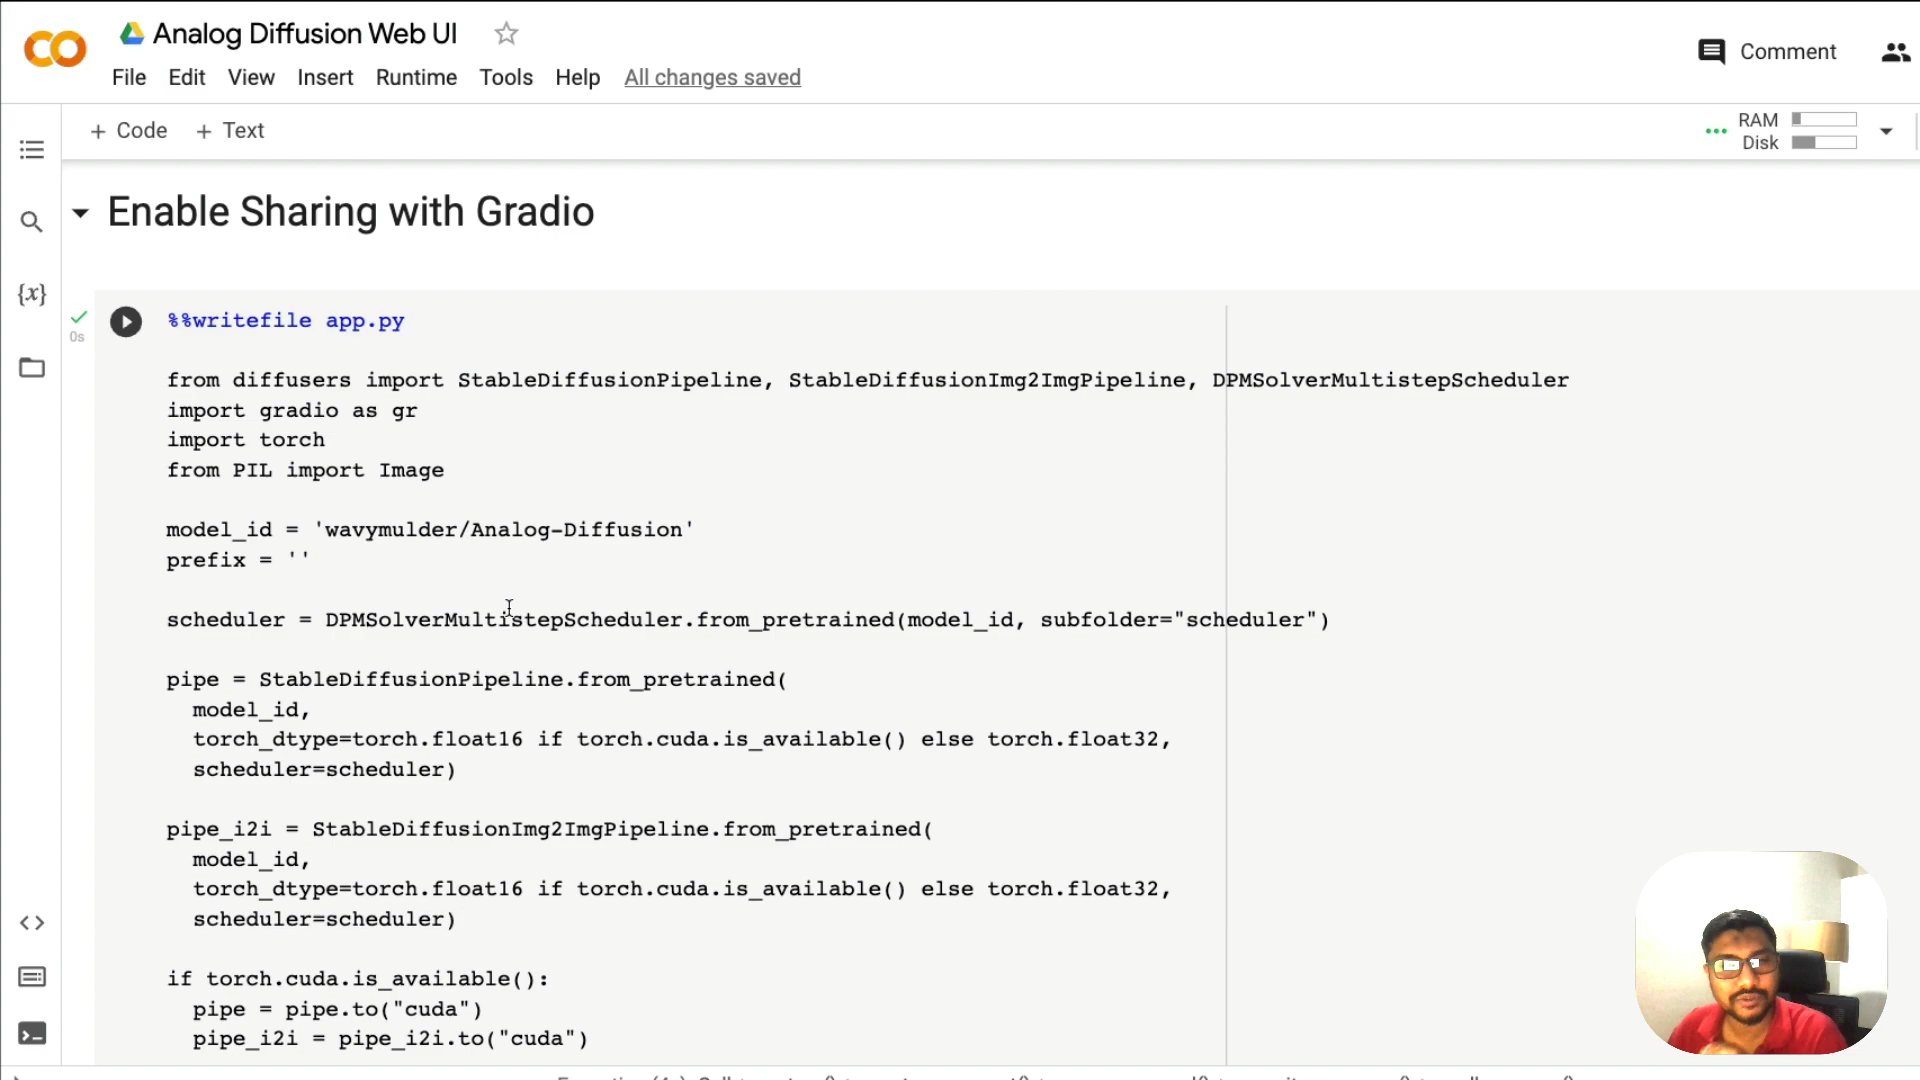 Analog Diffusion Web UI
File Edit View Insert Runtime Tools Help All changes saved
Comment
+ Code + Text
RAM
Disk
Enable Sharing with Gradio
{x}
0s
%%writefile app.py
from diffusers import StableDiffusionPipeline, StableDiffusionImg2ImgPipeline, DPMSolverMultistepScheduler
import gradio as gr
import torch
from PIL import Image
model_id = 'wavymulder/Analog-Diffusion'
prefix = ''
scheduler = DPMSolverMultistepScheduler.from_pretrained(model_id, subfolder="scheduler")
pipe = StableDiffusionPipeline.from_pretrained(
model_id,
torch_dtype=torch.float16 if torch.cuda.is_available() else torch.float32,
scheduler=scheduler)
pipe_i2i = StableDiffusionImg2ImgPipeline.from_pretrained(
model_id,
torch_dtype=torch.float16 if torch.cuda.is_available() else torch.float32,
scheduler=scheduler)
if torch.cuda.is_available():
pipe = pipe.to("cuda")
pipe_i2i = pipe_i2i.to("cuda")